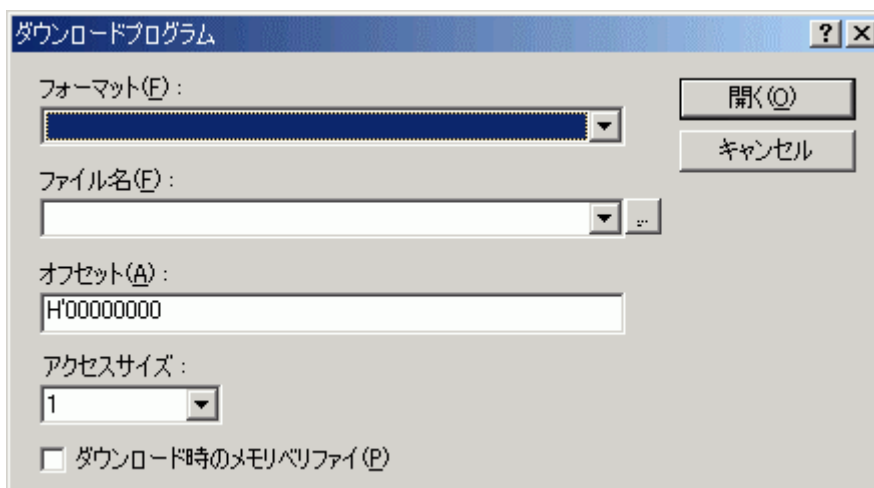 ダウンロードプログラム
フォーマット(F) :
開く(O)
キャンセル
ファイル名(F) :
...
オフセット(A) :
H'00000000
アクセスサイズ :
1
ダウンロード時のメモリベリファイ(P)